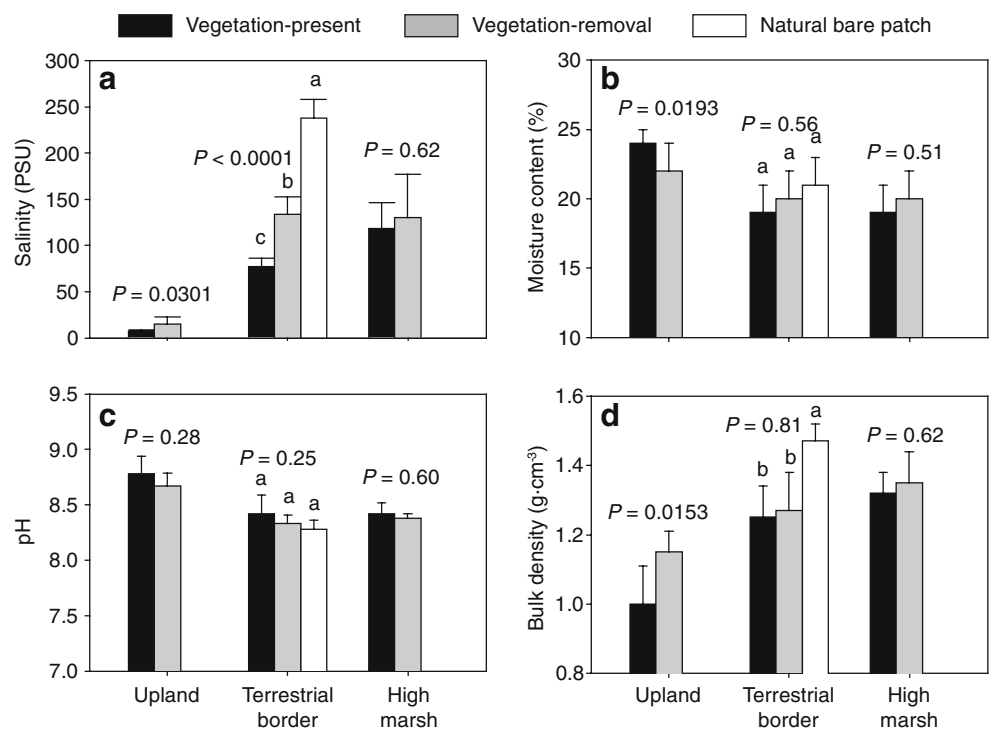 Vegetation-present Vegetation-removal Natural bare patch
a
Salinity (PSU)
300
250
200
150
100
50
0
P = 0.0301
P < 0.0001
c
b
a
P = 0.62
b
Moisture content (%)
30
25
20
15
10
P = 0.0193
P = 0.56
a
a
a
P = 0.51
c
pH
9.5
9.0
8.5
8.0
7.5
7.0
P = 0.28
P = 0.25
a
a
a
P = 0.60
Upland
Terrestrial
border
High
marsh
d
Bulk density (g·cm⁻³)
1.6
1.4
1.2
1.0
0.8
P = 0.0153
P = 0.81
b
b
a
P = 0.62
Upland
Terrestrial
border
High
marsh